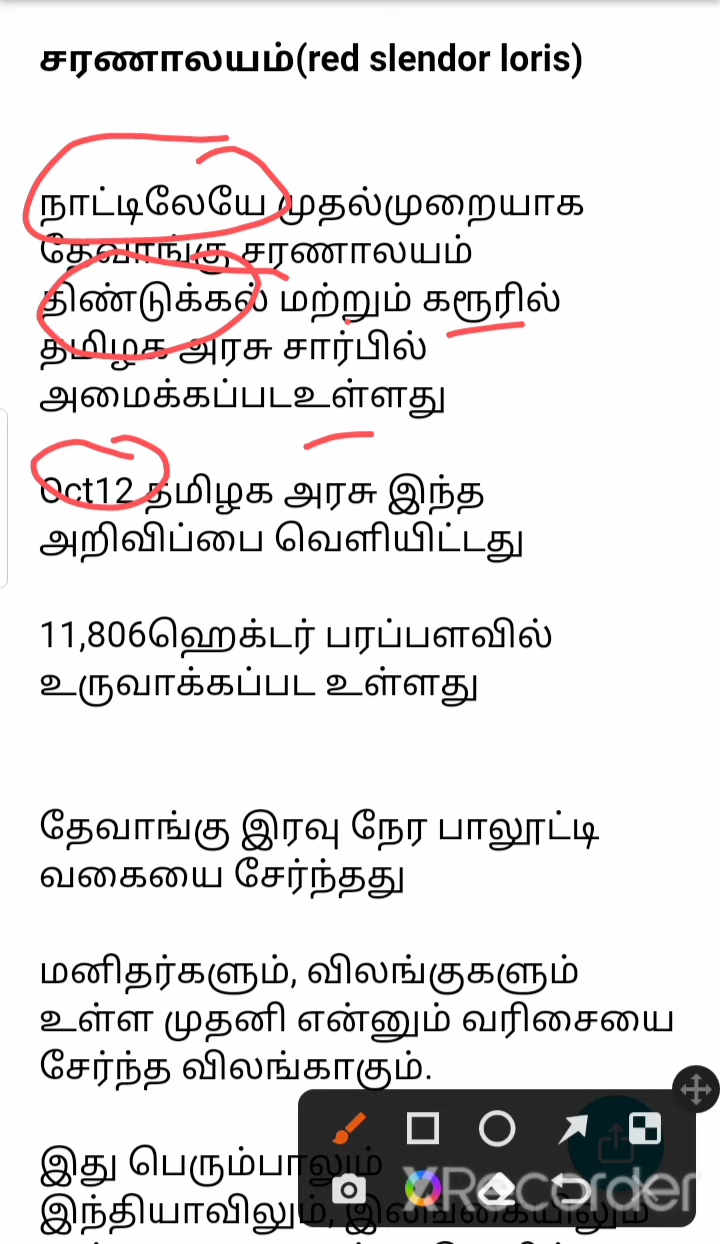 சரணாலயம்(red slendor loris)
நாட்டிலேயே முதல்முறையாக
தேவாங்கு சரணாலயம்
திண்டுக்கல் மற்றும் கரூரில்
தமிழக அரசு சார்பில்
அமைக்கப்படஉள்ளது
Oct12 தமிழக அரசு இந்த
அறிவிப்பை வெளியிட்டது
11,806ஹெக்டர் பரப்பளவில்
உருவாக்கப்பட உள்ளது
தேவாங்கு இரவு நேர பாலூட்டி
வகையை சேர்ந்தது
மனிதர்களும், விலங்குகளும்
உள்ள முதனி என்னும் வரிசையை
சேர்ந்த விலங்காகும்.
இது பெரும்பாலும்
இந்தியாவிலும், இலங்கையிலும்
XRecorder